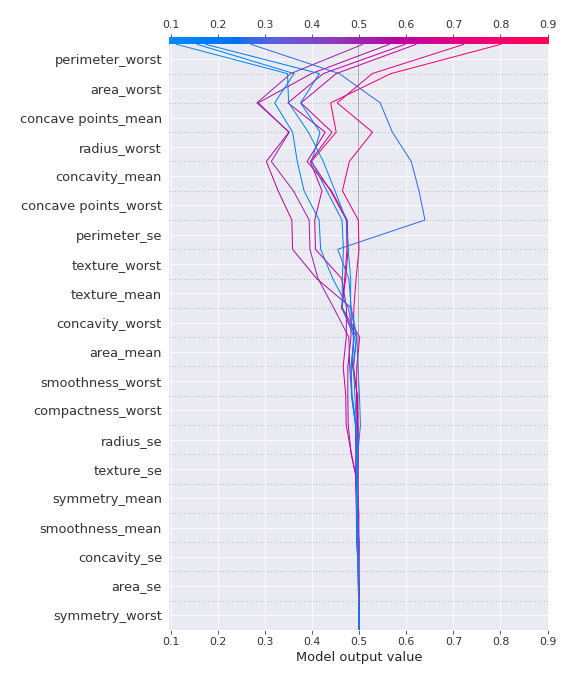 0.1 0.2 0.3 0.4 0.5 0.6 0.7 0.8 0.9
perimeter_worst
area_worst
concave points_mean
radius_worst
concavity_mean
concave points_worst
perimeter_se
texture_worst
texture_mean
concavity_worst
area_mean
smoothness_worst
compactness_worst
radius_se
texture_se
symmetry_mean
smoothness_mean
concavity_se
area_se
symmetry_worst
0.1 0.2 0.3 0.4 0.5 0.6 0.7 0.8 0.9
Model output value